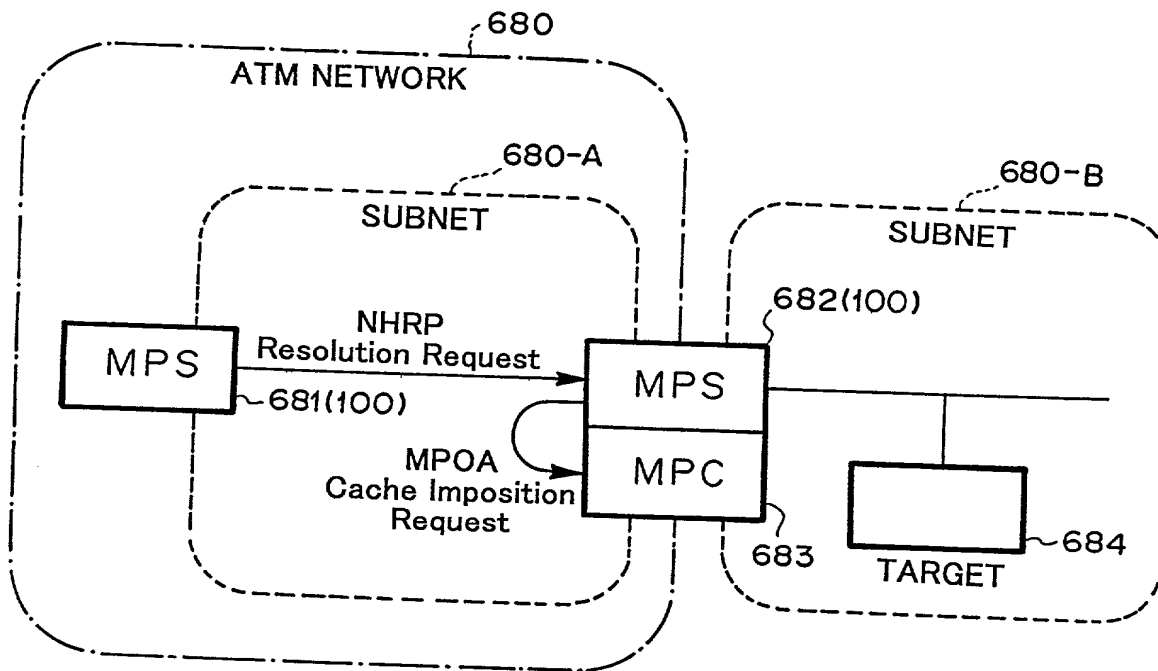 680
ATM NETWORK
680-A
680-B
SUBNET
SUBNET
682(100)
NHRP
Resolution Request
MPS
MPS
681(100)
MPOA
Cache Imposition
Request
MPC
683
684
TARGET